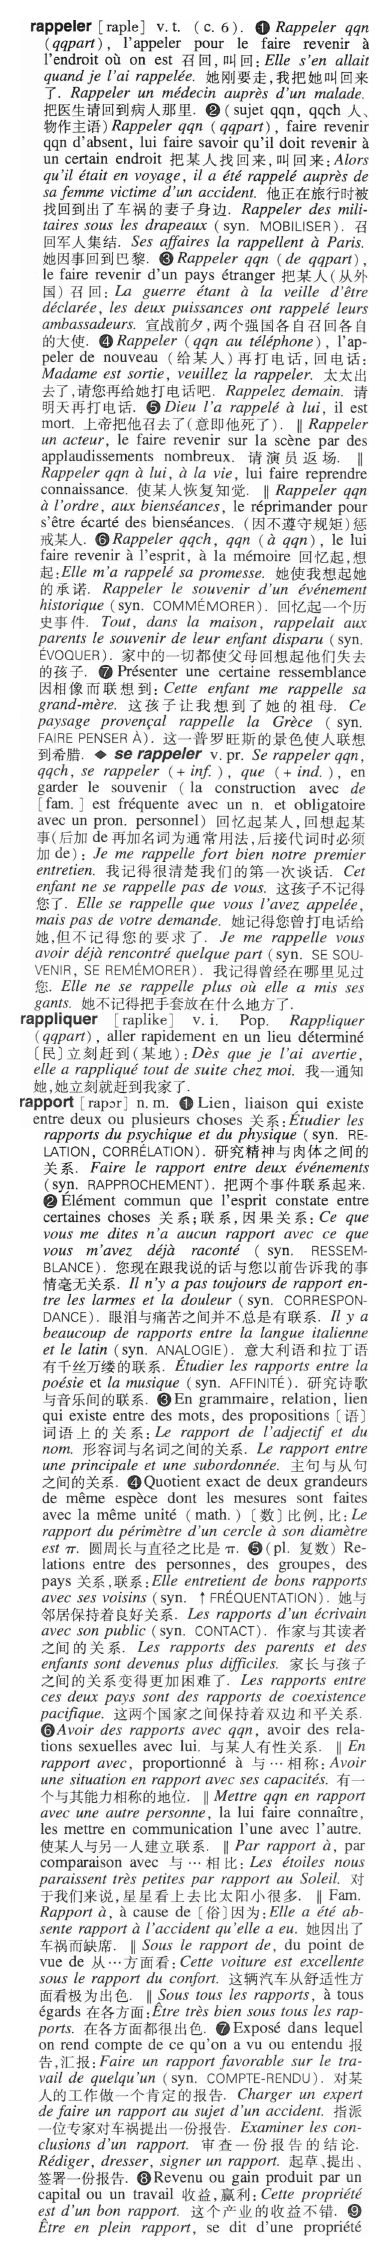 rappeler [raple] v. t. (c. 6). ❶ Rappeler qqn
(qqpart), l'appeler pour le faire revenir à
l'endroit où on est 召回,叫回: Elle s'en allait
quand je l'ai rappelée. 她刚要走,我把她叫回来
了. Rappeler un médecin auprès d'un malade.
把医生请回到病人那里. ❷ (sujet qqn, qqch 人、
物作主语) Rappeler qqn (qqpart), faire revenir
qqn d'absent, lui faire savoir qu'il doit revenir à
un certain endroit 把某人找回来,叫回来: Alors
qu'il était en voyage, il a été rappelé auprès de
sa femme victime d'un accident. 他正在旅行时被
找回到出了车祸的妻子身边. Rappeler des mili-
taires sous les drapeaux (syn. MOBILISER). 召
回军人集结. Ses affaires la rappellent à Paris.
她因事回到巴黎. ❸ Rappeler qqn (de qqpart),
le faire revenir d'un pays étranger 把某人(从外
国)召回: La guerre étant à la veille d'être
déclarée, les deux puissances ont rappelé leurs
ambassadeurs. 宣战前夕,两个强国各自召回各自
的大使. ❹ Rappeler (qqn au téléphone), l'ap-
peler de nouveau (给某人)再打电话,回电话:
Madame est sortie, veuillez la rappeler. 太太出
去了,请您再给她打电话吧. Rappelez demain. 请
明天再打电话. ❺ Dieu l'a rappelé à lui, il est
mort. 上帝把他召去了(意即他死了). ‖ Rappeler
un acteur, le faire revenir sur la scène par des
applaudissements nombreux. 请演员返场. ‖
Rappeler qqn à lui, à la vie, lui faire reprendre
connaissance. 使某人恢复知觉. ‖ Rappeler qqn
à l'ordre, aux bienséances, le réprimander pour
s'être écarté des bienséances. (因不遵守规矩)惩
戒某人. ❻ Rappeler qqch, qqn (à qqn), le lui
faire revenir à l'esprit, à la mémoire 回忆起,想
起: Elle m'a rappelé sa promesse. 她使我想起她
的承诺. Rappeler le souvenir d'un événement
historique (syn. COMMÉMORER). 回忆起一个历
史事件. Tout, dans la maison, rappelait aux
parents le souvenir de leur enfant disparu (syn.
ÉVOQUER). 家中的一切都使父母回想起他们失去
的孩子. ❼ Présenter une certaine ressemblance
因相像而联想到: Cette enfant me rappelle sa
grand-mère. 这孩子让我想到了她的祖母. Ce
paysage provençal rappelle la Grèce (syn.
FAIRE PENSER À). 这一普罗旺斯的景色使人联想
到希腊. ◆ se rappeler v. pr. Se rappeler qqn,
qqch, se rappeler (+ inf.), que (+ ind.), en
garder le souvenir (la construction avec de
[fam.] est fréquente avec un n. et obligatoire
avec un pron. personnel) 回忆起某人,回想起某
事(后加 de 再加名词为通常用法,后接代词时必须
加 de): Je me rappelle fort bien notre premier
entretien. 我记得很清楚我们的第一次谈话. Cet
enfant ne se rappelle pas de vous. 这孩子不记得
您了. Elle se rappelle que vous l'avez appelée,
mais pas de votre demande. 她记得您曾打电话给
她,但不记得您的要求了. Je me rappelle vous
avoir déjà rencontré quelque part (syn. SE SOU-
VENIR, SE REMÉMORER). 我记得曾经在哪里见过
您. Elle ne se rappelle plus où elle a mis ses
gants. 她不记得把手套放在什么地方了.
rappliquer [raplike] v. i. Pop. Rappliquer
(qqpart), aller rapidement en un lieu déterminé
[民]立刻赶到(某地): Dès que je l'ai avertie,
elle a rappliqué tout de suite chez moi. 我一通知
她,她立刻就赶到我家了.
rapport [rapɔr] n. m. ❶ Lien, liaison qui existe
entre deux ou plusieurs choses 关系: Étudier les
rapports du psychique et du physique (syn. RE-
LATION, CORRÉLATION). 研究精神与肉体之间的
关系. Faire le rapport entre deux événements
(syn. RAPPROCHEMENT). 把两个事件联系起来.
❷ Élément commun que l'esprit constate entre
certaines choses 关系;联系,因果关系: Ce que
vous me dites n'a aucun rapport avec ce que
vous m'avez déjà raconté (syn. RESSEM-
BLANCE). 您现在跟我说的话与您以前告诉我的事
情毫无关系. Il n'y a pas toujours de rapport en-
tre les larmes et la douleur (syn. CORRESPON-
DANCE). 眼泪与痛苦之间并不总是有联系. Il y a
beaucoup de rapports entre la langue italienne
et le latin (syn. ANALOGIE). 意大利语和拉丁语
有千丝万缕的联系. Étudier les rapports entre la
poésie et la musique (syn. AFFINITÉ). 研究诗歌
与音乐间的联系. ❸ En grammaire, relation, lien
qui existe entre des mots, des propositions [语]
词语上的关系: Le rapport de l'adjectif et du
nom. 形容词与名词之间的关系. Le rapport entre
une principale et une subordonnée. 主句与从句
之间的关系. ❹ Quotient exact de deux grandeurs
de même espèce dont les mesures sont faites
avec la même unité (math.) [数]比例,比: Le
rapport du périmètre d'un cercle à son diamètre
est π. 圆周长与直径之比是 π. ❺ (pl. 复数) Re-
lations entre des personnes, des groupes, des
pays 关系,联系: Elle entretient de bons rapports
avec ses voisins (syn. ↑ FRÉQUENTATION). 她与
邻居保持着良好关系. Les rapports d'un écrivain
avec son public (syn. CONTACT). 作家与其读者
之间的关系. Les rapports des parents et des
enfants sont devenus plus difficiles. 家长与孩子
之间的关系变得更加困难了. Les rapports entre
ces deux pays sont des rapports de coexistence
pacifique. 这两个国家之间保持着双边和平关系.
❻ Avoir des rapports avec qqn, avoir des rela-
tions sexuelles avec lui. 与某人有性关系. ‖ En
rapport avec, proportionné à 与…相称: Avoir
une situation en rapport avec ses capacités. 有一
个与其能力相称的地位. ‖ Mettre qqn en rapport
avec une autre personne, la lui faire connaître,
les mettre en communication l'une avec l'autre.
使某人与另一人建立联系. ‖ Par rapport à, par
comparaison avec 与…相比: Les étoiles nous
paraissent très petites par rapport au Soleil. 对
于我们来说,星星看上去比太阳小很多. ‖ Fam.
Rapport à, à cause de [俗]因为: Elle a été ab-
sente rapport à l'accident qu'elle a eu. 她因出了
车祸而缺席. ‖ Sous le rapport de, du point de
vue de 从…方面看: Cette voiture est excellente
sous le rapport du confort. 这辆汽车从舒适性方
面看极为出色. ‖ Sous tous les rapports, à tous
égards 在各方面: Être très bien sous tous les rap-
ports. 在各方面都很出色. ❼ Exposé dans lequel
on rend compte de ce qu'on a vu ou entendu 报
告,汇报: Faire un rapport favorable sur le tra-
vail de quelqu'un (syn. COMPTE-RENDU). 对某
人的工作做一个肯定的报告. Charger un expert
de faire un rapport au sujet d'un accident. 指派
一位专家对车祸提出一份报告. Examiner les con-
clusions d'un rapport. 审查一份报告的结论.
Rédiger, dresser, signer un rapport. 起草、提出、
签署一份报告. ❽ Revenu ou gain produit par un
capital ou un travail 收益,赢利: Cette propriété
est d'un bon rapport. 这个产业的收益不错. ❾
Être en plein rapport, se dit d'une propriété